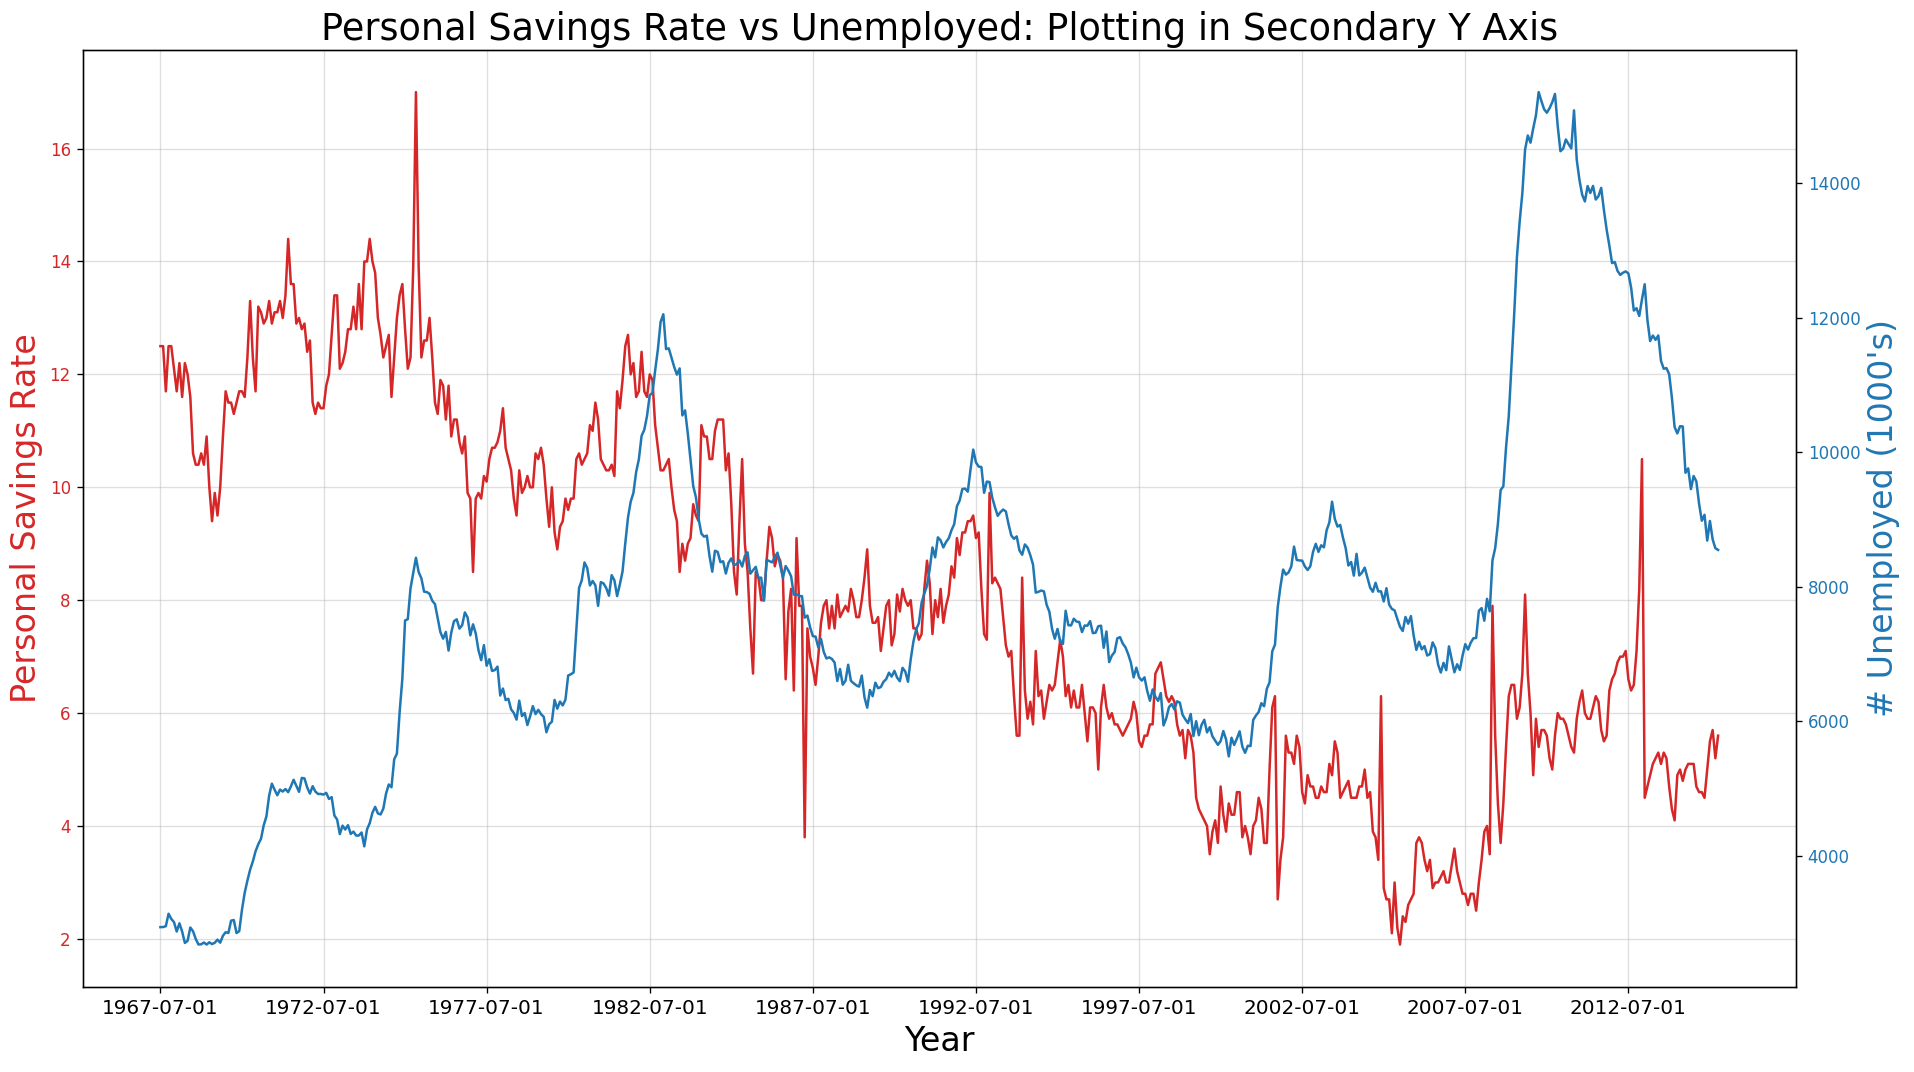 Personal Savings Rate vs Unemployed: Plotting in Secondary Y Axis
Personal Savings Rate
16
14
12
10
8
6
4
2
14000
12000
10000
8000
6000
4000
# Unemployed (1000's)
1967-07-01 1972-07-01 1977-07-01 1982-07-01 1987-07-01 1992-07-01 1997-07-01 2002-07-01 2007-07-01 2012-07-01
Year